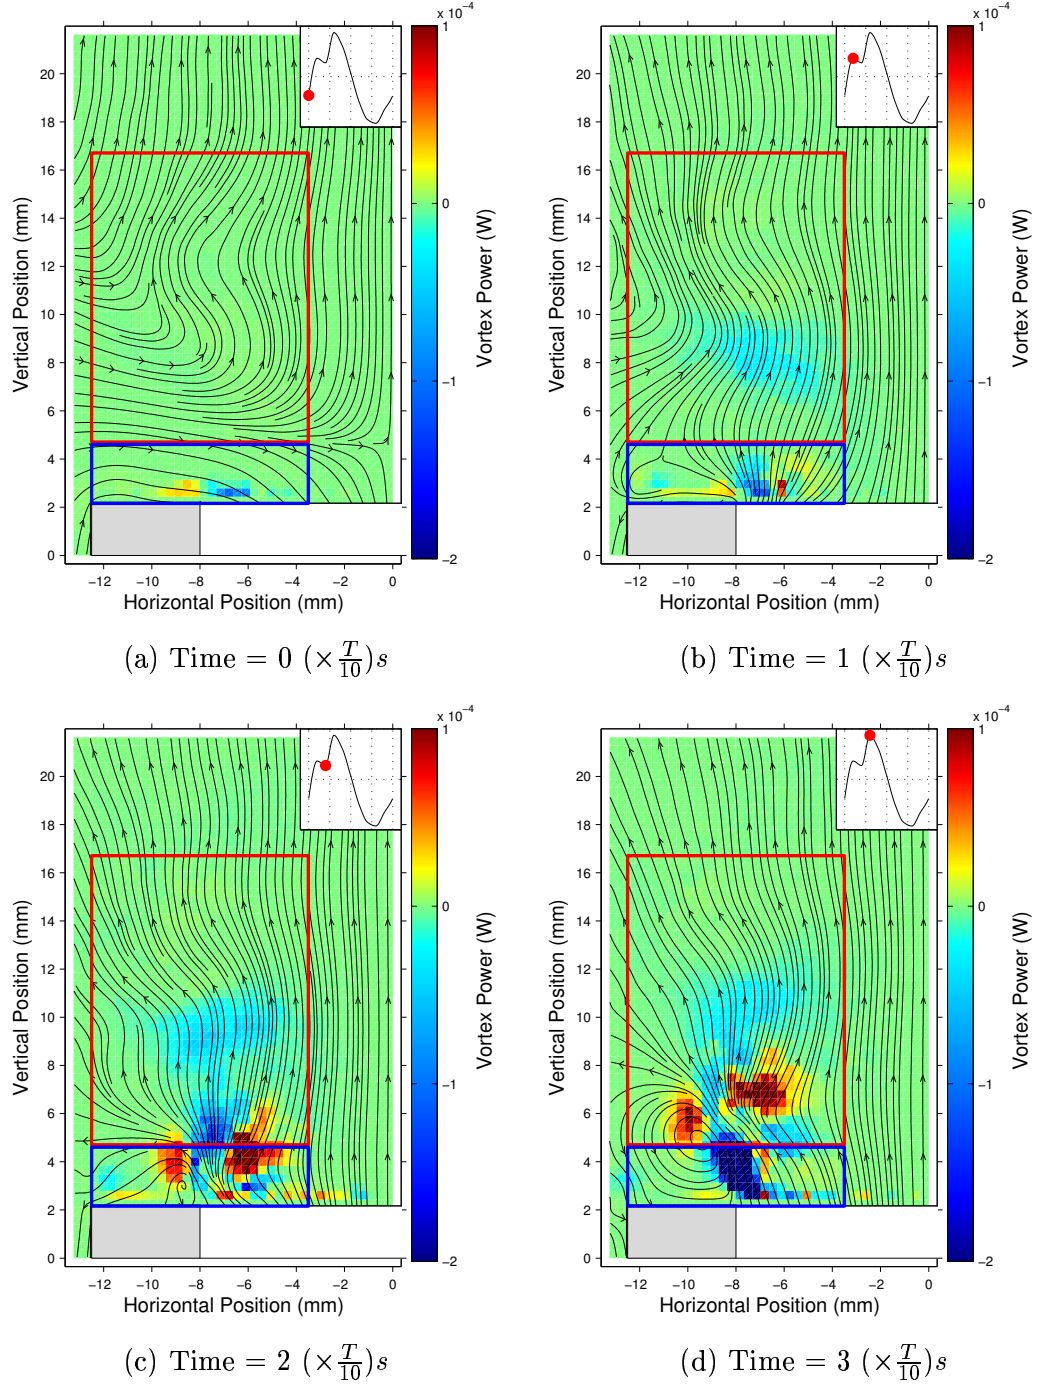 x 10⁻⁴
1
0
−1
−2
Vortex Power (W)
20
18
16
14
12
10
8
6
4
2
0
Vertical Position (mm)
−12 −10 −8 −6 −4 −2 0
Horizontal Position (mm)
(a) Time = 0 (×T/10)s
x 10⁻⁴
1
0
−1
−2
Vortex Power (W)
20
18
16
14
12
10
8
6
4
2
0
Vertical Position (mm)
−12 −10 −8 −6 −4 −2 0
Horizontal Position (mm)
(b) Time = 1 (×T/10)s
x 10⁻⁴
1
0
−1
−2
Vortex Power (W)
20
18
16
14
12
10
8
6
4
2
0
Vertical Position (mm)
−12 −10 −8 −6 −4 −2 0
Horizontal Position (mm)
(c) Time = 2 (×T/10)s
x 10⁻⁴
1
0
−1
−2
Vortex Power (W)
20
18
16
14
12
10
8
6
4
2
0
Vertical Position (mm)
−12 −10 −8 −6 −4 −2 0
Horizontal Position (mm)
(d) Time = 3 (×T/10)s